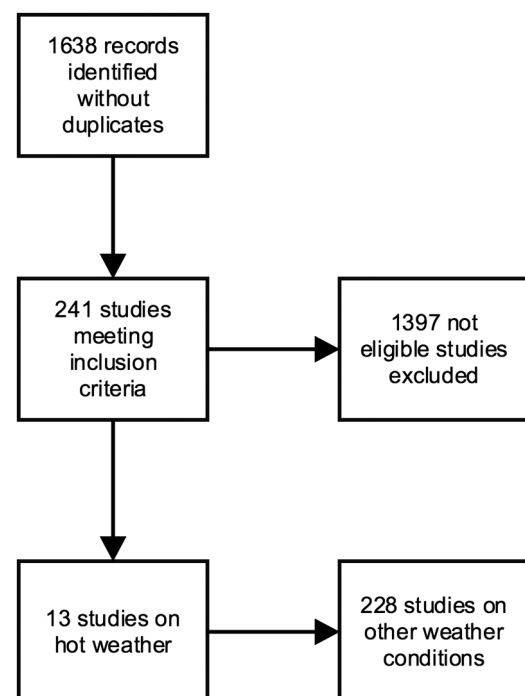 1638 records
identified
without
duplicates
241 studies
meeting
inclusion
criteria
1397 not
eligible studies
excluded
13 studies on
hot weather
228 studies on
other weather
conditions